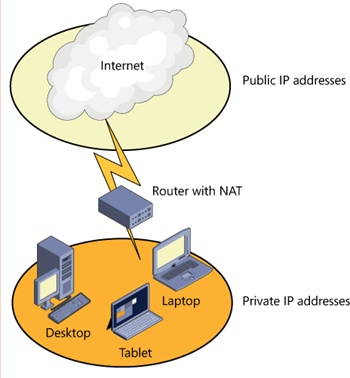 Internet
Public IP addresses
Router with NAT
Laptop
Private IP addresses
Desktop
Tablet